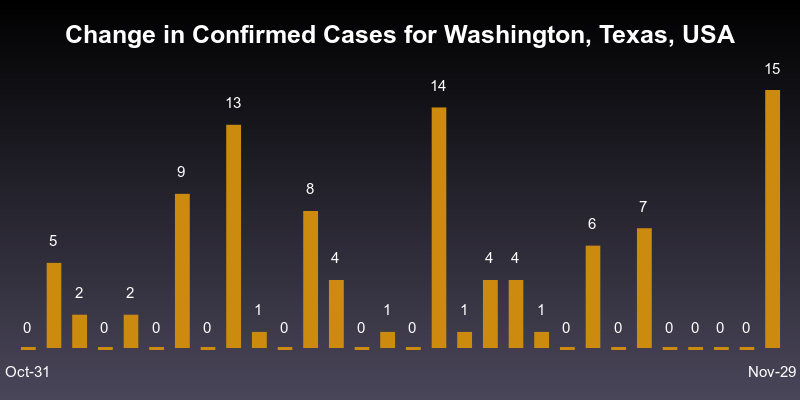 Change in Confirmed Cases for Washington, Texas, USA
0 5 2 0 2 0 9 0 13 1 0 8 4 0 1 0 14 1 4 4 1 0 6 0 7 0 0 0 0 15
Oct-31 Nov-29